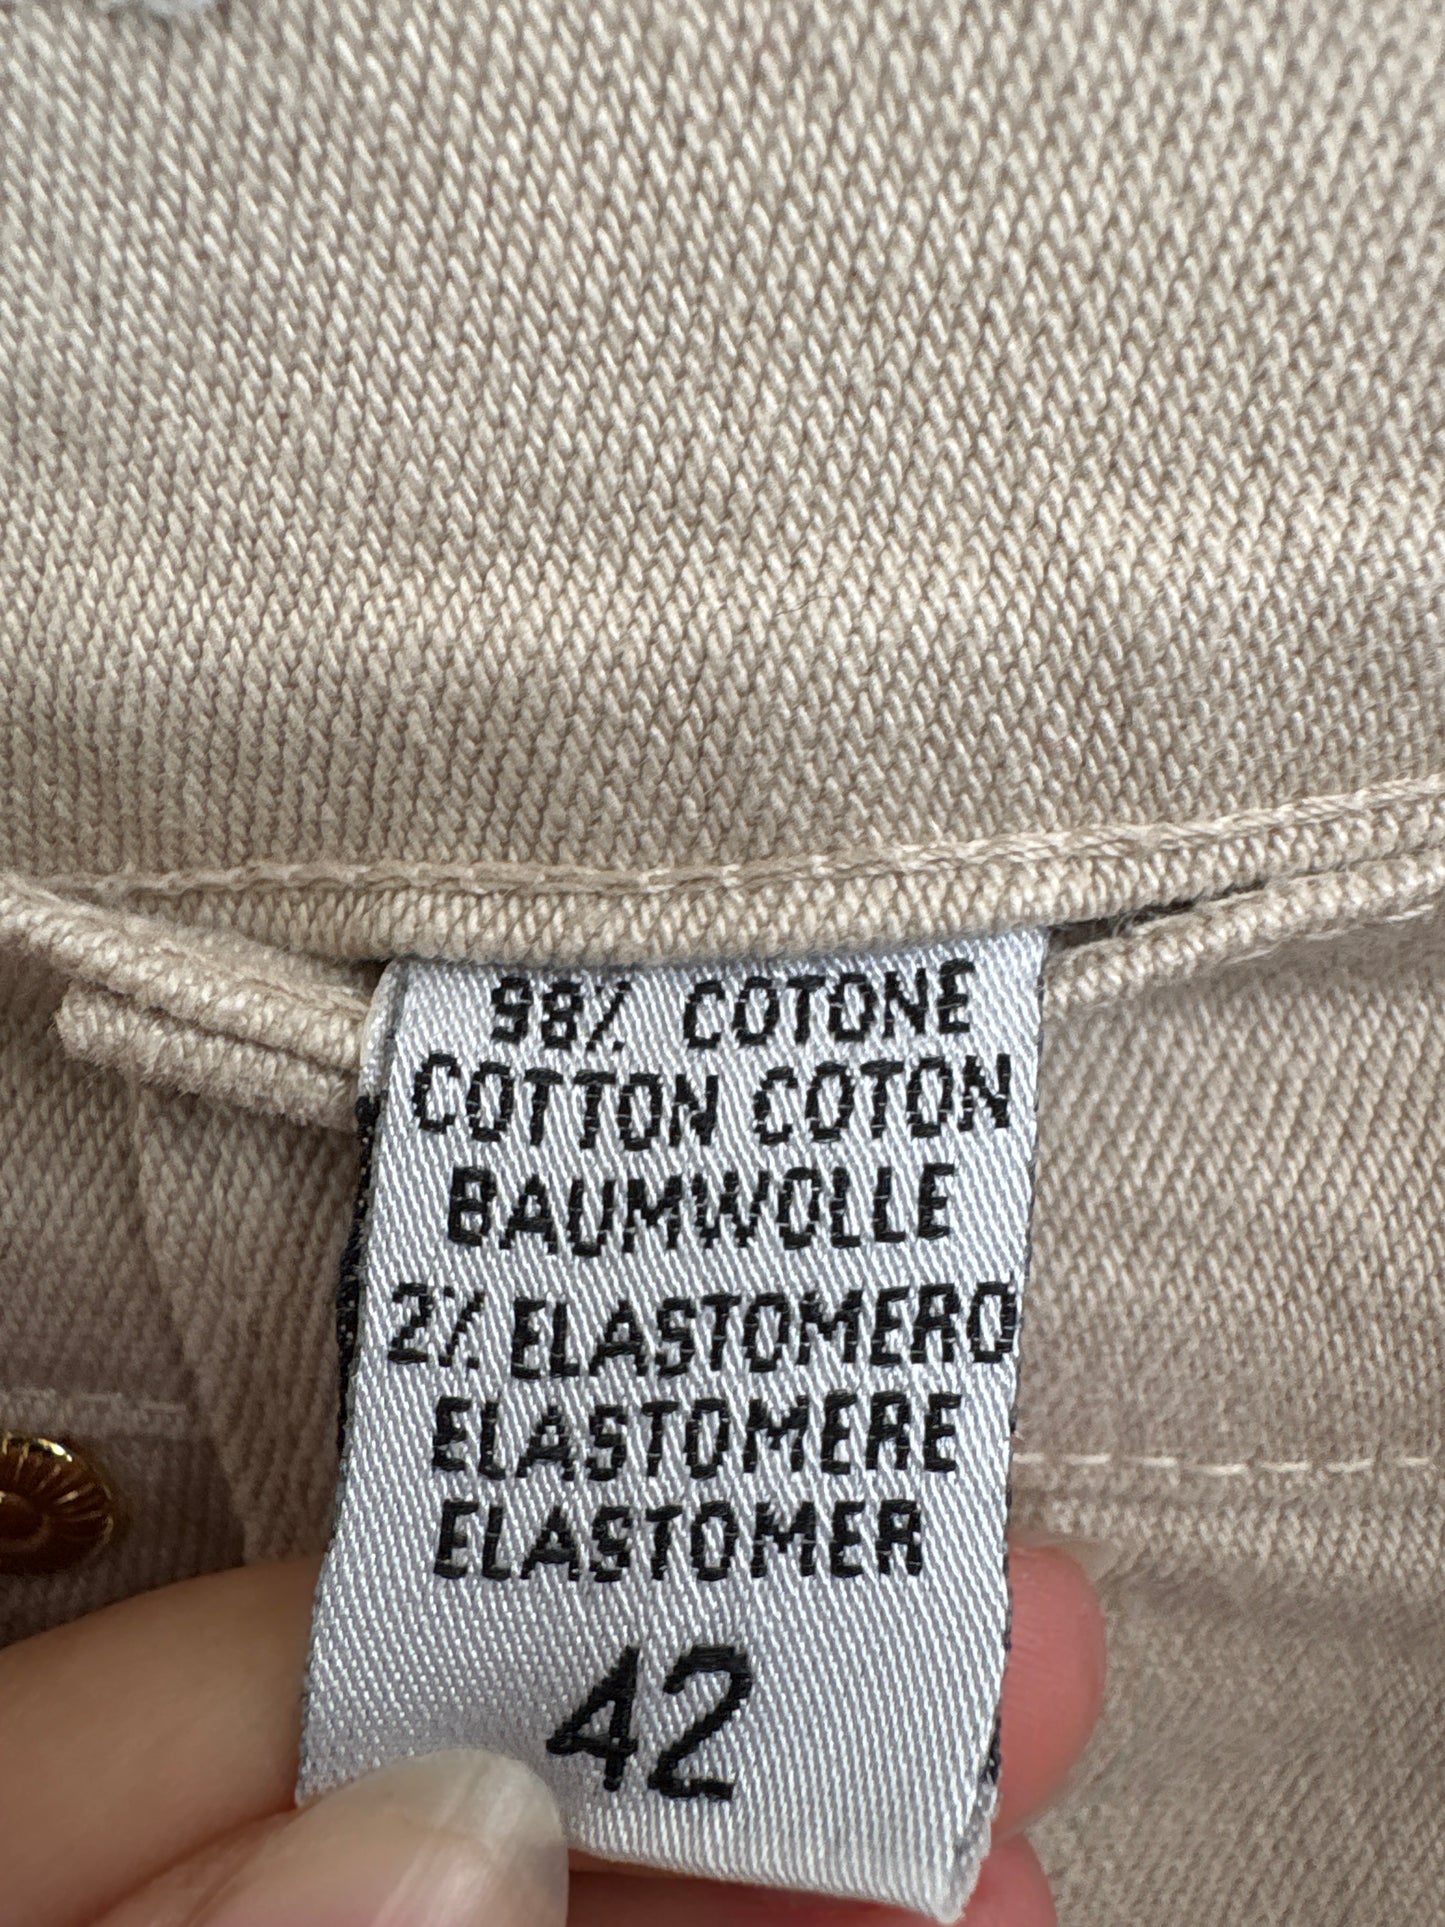 98% COTONE
COTTON COTON
BAUMWOLLE
2% ELASTOMERO
ELASTOMERE
ELASTOMER
42